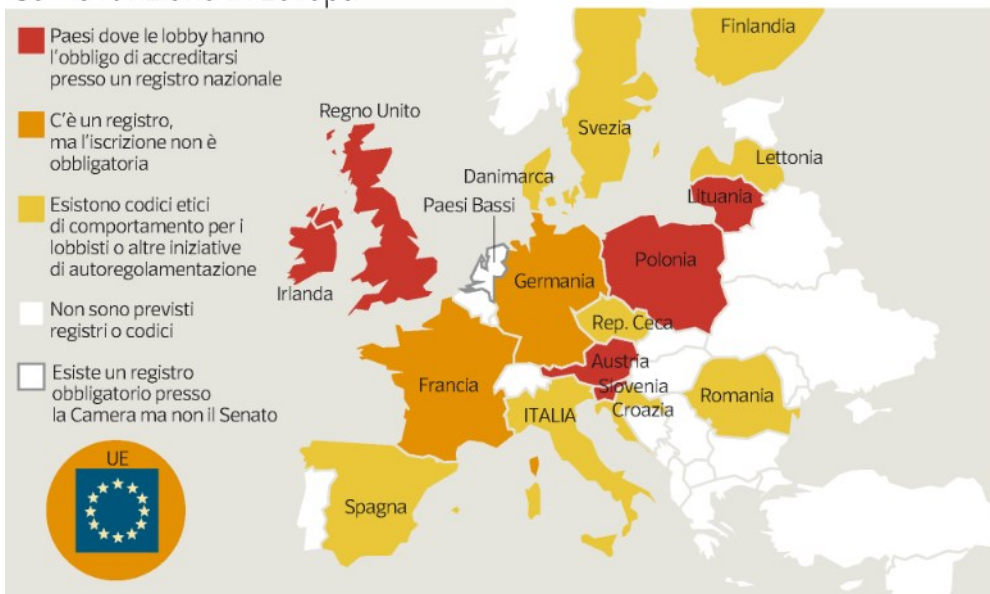 Paesi dove le lobby hanno
l'obbligo di accreditarsi
presso un registro nazionale
C'è un registro,
ma l'iscrizione non è
obbligatoria
Esistono codici etici
di comportamento per i
lobbisti o altre iniziative
di autoregolamentazione
Non sono previsti
registri o codici
Esiste un registro
obbligatorio presso
la Camera ma non il Senato
UE
Finlandia
Regno Unito
Svezia
Lettonia
Danimarca
Lituania
Paesi Bassi
Polonia
Germania
Irlanda
Rep. Ceca
Austria
Francia
Slovenia
Romania
Croazia
ITALIA
Spagna